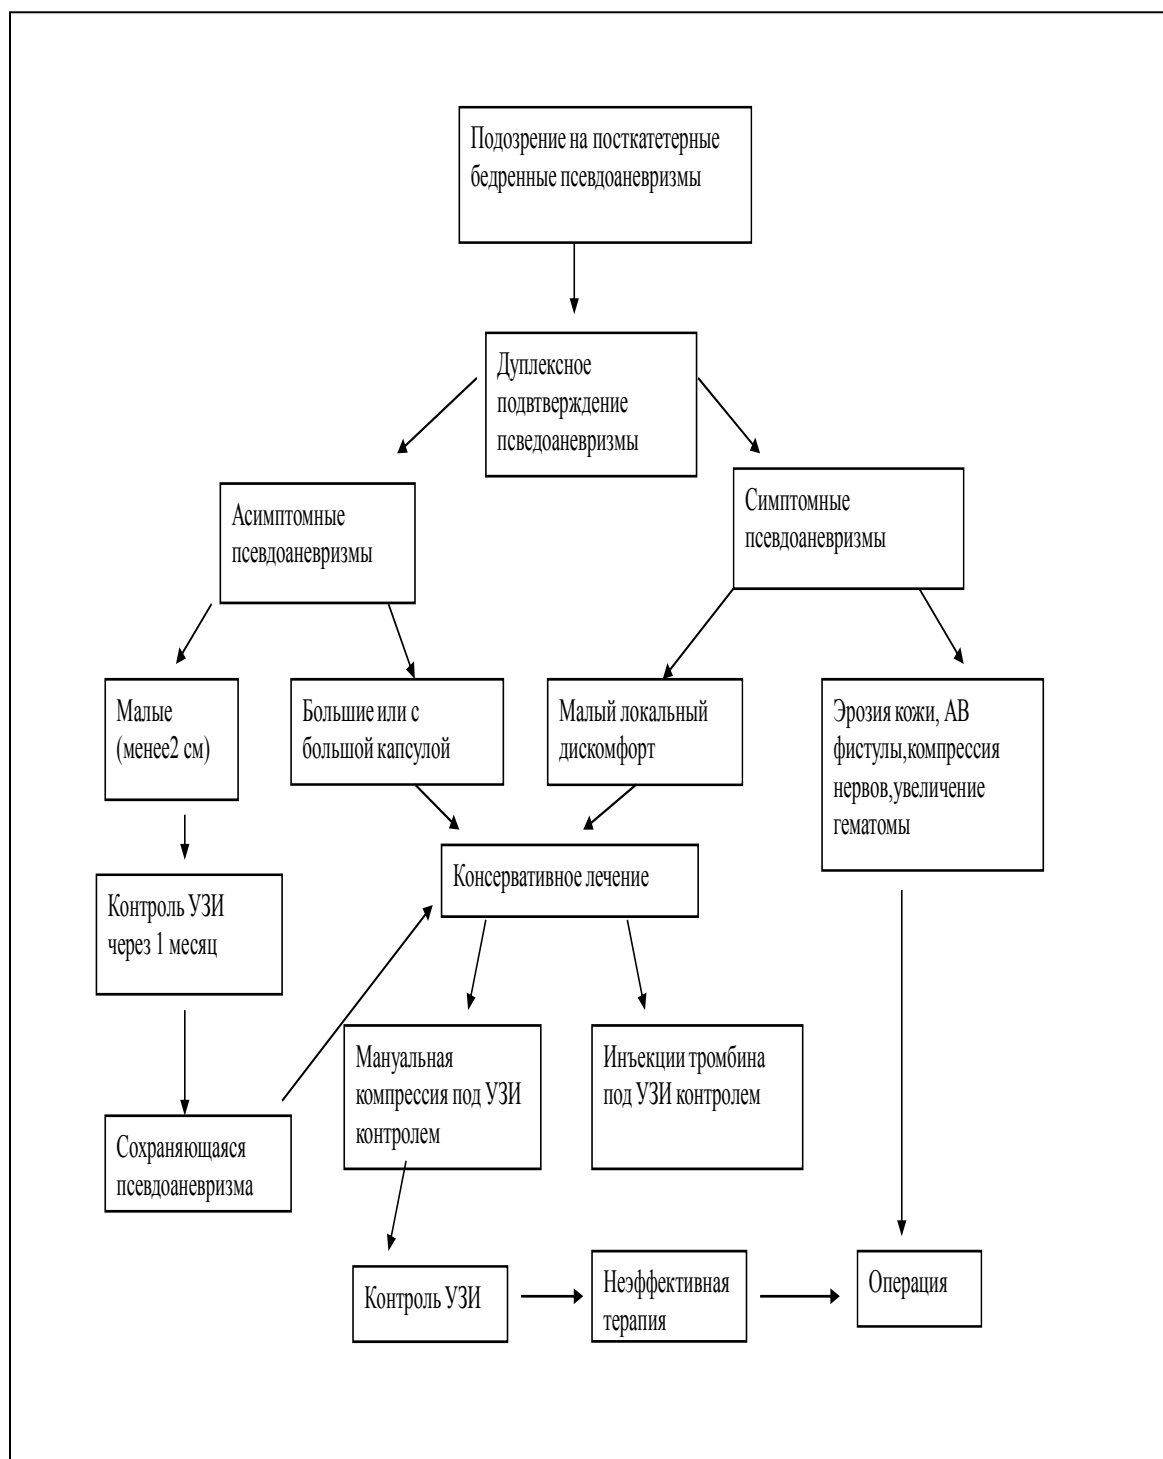 Подозрение на посткатетерные
бедренные псевдоаневризмы
Дуплексное
подвтверждение
псведоаневризмы
Асимптомные
псевдоаневризмы
Симптомные
псевдоаневризмы
Малые
(менее2 см)
Большие или с
большой капсулой
Малый локальный
дискомфорт
Эрозия кожи, АВ
фистулы,компрессия
нервов,увеличение
гематомы
Консервативное лечение
Контроль УЗИ
через 1 месяц
Мануальная
компрессия под УЗИ
контролем
Инъекции тромбина
под УЗИ контролем
Сохраняющаяся
псевдоаневризма
Контроль УЗИ
Неэффективная
терапия
Операция